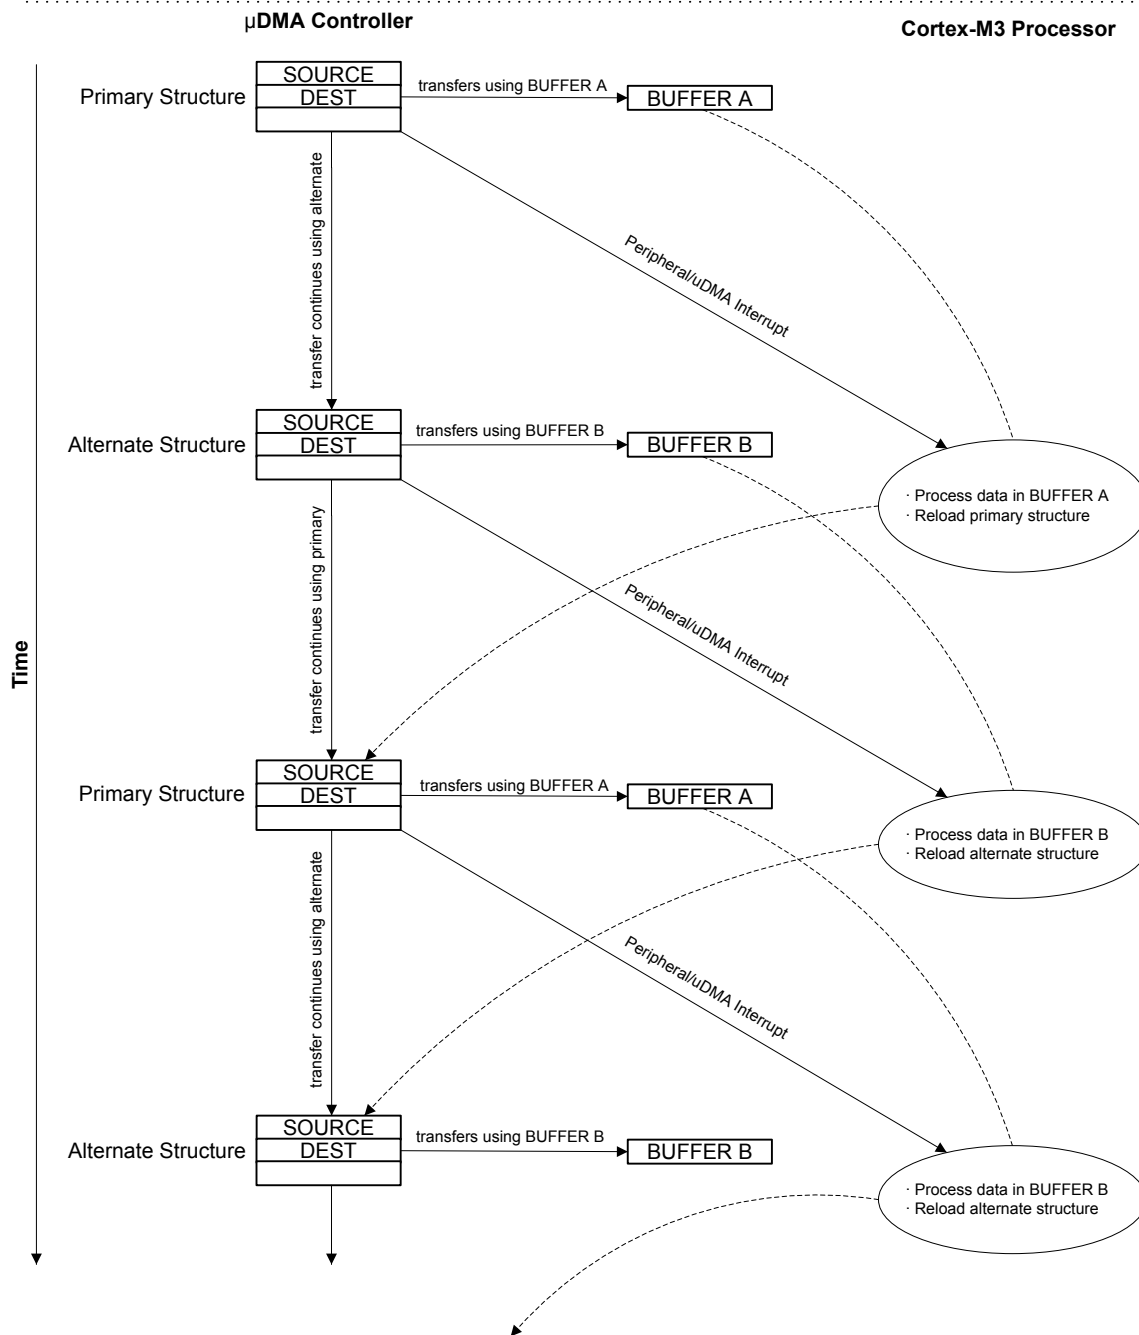 µDMA Controller
Cortex-M3 Processor
SOURCE
Primary Structure
DEST
transfers using BUFFER A
BUFFER A
transfer continues using alternate
Peripheral/uDMA Interrupt
SOURCE
Alternate Structure
DEST
transfers using BUFFER B
BUFFER B
· Process data in BUFFER A
· Reload primary structure
transfer continues using primary
Peripheral/uDMA Interrupt
Time
SOURCE
Primary Structure
DEST
transfers using BUFFER A
BUFFER A
· Process data in BUFFER B
· Reload alternate structure
transfer continues using alternate
Peripheral/uDMA Interrupt
SOURCE
Alternate Structure
DEST
transfers using BUFFER B
BUFFER B
· Process data in BUFFER B
· Reload alternate structure